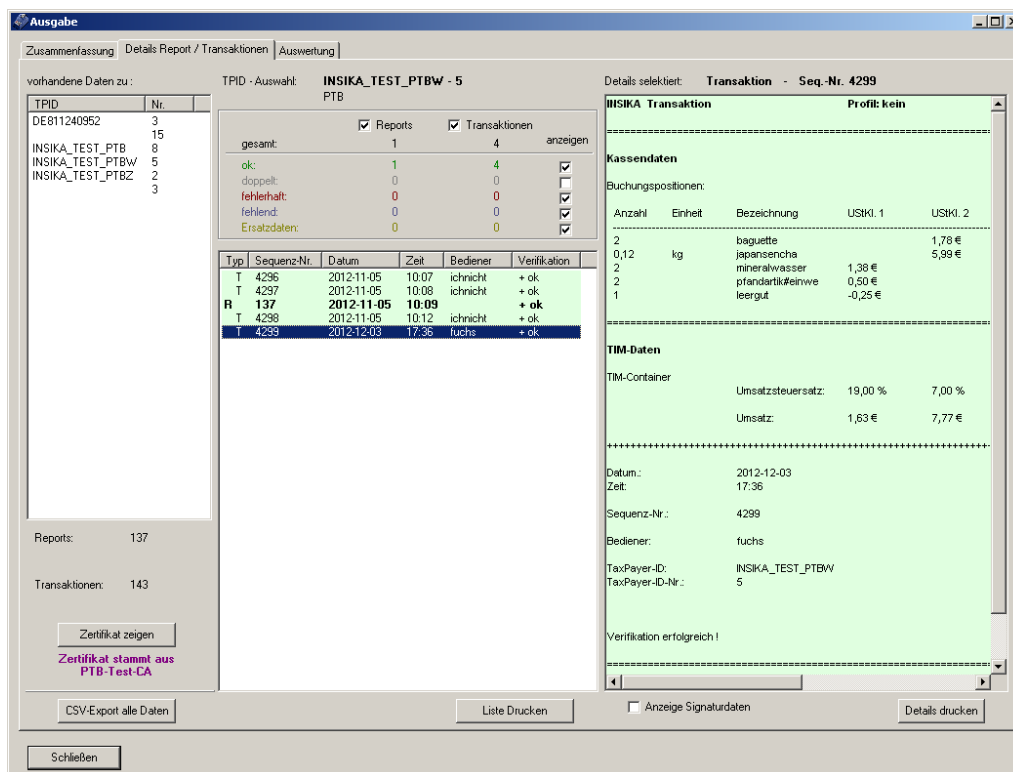 Ausgabe
Zusammenfassung Details Report / Transaktionen Auswertung
vorhandene Daten zu :
TPID Nr.
DE811240952 3
15
INSIKA_TEST_PTB 8
INSIKA_TEST_PTBW 5
INSIKA_TEST_PTBZ 2
3
Reports: 137
Transaktionen: 143
Zertifikat zeigen
Zertifikat stammt aus
PTB-Test-CA
CSV-Export alle Daten
Schließen
TPID - Auswahl: INSIKA_TEST_PTBW - 5
PTB
Reports Transaktionen
gesamt: 1 4 anzeigen
ok: 1 4
doppelt: 0 0
fehlerhaft: 0 0
fehlend: 0 0
Ersatzdaten: 0 0
Typ Sequenz-Nr. Datum Zeit Bediener Verifikation
T 4296 2012-11-05 10:07 ichnicht + ok
T 4297 2012-11-05 10:08 ichnicht + ok
R 137 2012-11-05 10:09 + ok
T 4298 2012-11-05 10:12 ichnicht + ok
T 4299 2012-12-03 17:36 fuchs + ok
Liste Drucken
Details selektiert: Transaktion - Seq.-Nr. 4299
INSIKA Transaktion Profil: kein
Kassendaten
Buchungspositionen:
Anzahl Einheit Bezeichnung UStKl. 1 UStKl. 2
2 baguette 1,78 €
0,12 kg japansencha 5,99 €
2 mineralwasser 1,38 €
2 pfandartik#einwe 0,50 €
1 leergut -0,25 €
TIM-Daten
TIM-Container
Umsatzsteuersatz: 19,00 % 7,00 %
Umsatz: 1,63 € 7,77 €
Datum.: 2012-12-03
Zeit: 17:36
Sequenz-Nr.: 4299
Bediener: fuchs
TaxPayer-ID: INSIKA_TEST_PTBW
TaxPayer-ID-Nr.: 5
Verifikation erfolgreich !
Anzeige Signaturdaten
Details drucken